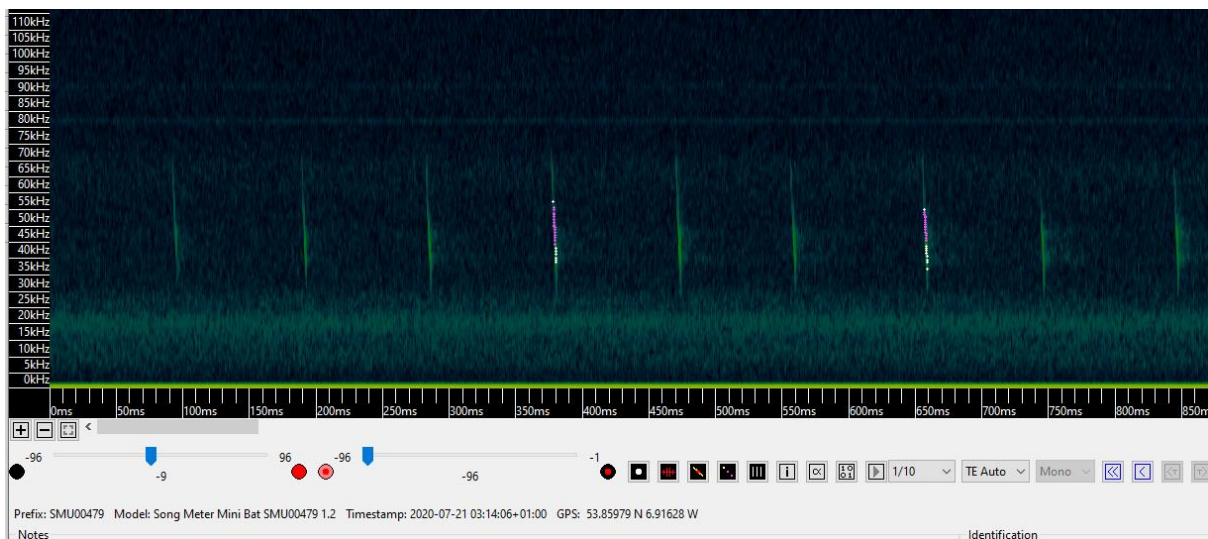 110kHz
105kHz
100kHz
95kHz
90kHz
85kHz
80kHz
75kHz
70kHz
65kHz
60kHz
55kHz
50kHz
45kHz
40kHz
35kHz
30kHz
25kHz
20kHz
15kHz
10kHz
5kHz
0kHz
0ms 50ms 100ms 150ms 200ms 250ms 300ms 350ms 400ms 450ms 500ms 550ms 600ms 650ms 700ms 750ms 800ms 850m
-96 96 -96 -1
-9 -96
1/10 TE Auto Mono
Prefix: SMU00479 Model: Song Meter Mini Bat SMU00479 1.2 Timestamp: 2020-07-21 03:14:06+01:00 GPS: 53.85979 N 6.91628 W
Notes Identification